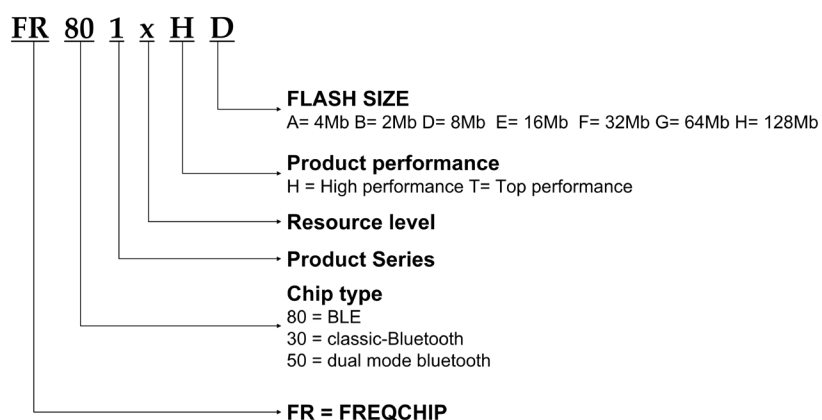 FR 80 1 x H D
FLASH SIZE
A= 4Mb B= 2Mb D= 8Mb E= 16Mb F= 32Mb G= 64Mb H= 128Mb
Product performance
H = High performance T= Top performance
Resource level
Product Series
Chip type
80 = BLE
30 = classic-Bluetooth
50 = dual mode bluetooth
FR = FREQCHIP